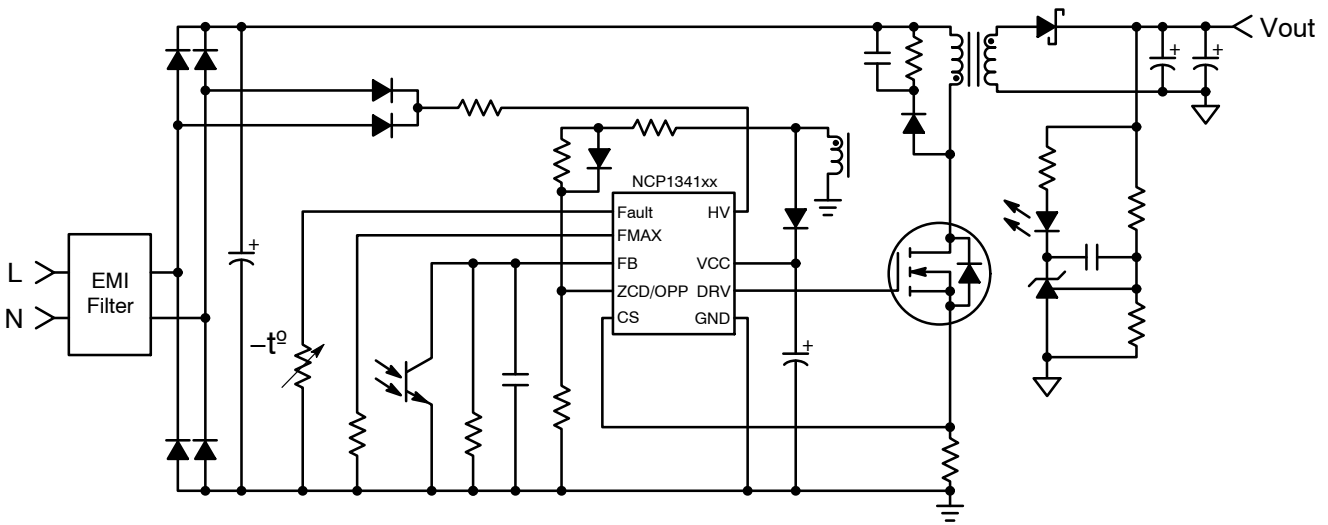 Vout
+
+
NCP1341xx
Fault
HV
FMAX
L
EMI
Filter
+
FB
VCC
N
ZCD/OPP
DRV
CS
GND
–tº
+